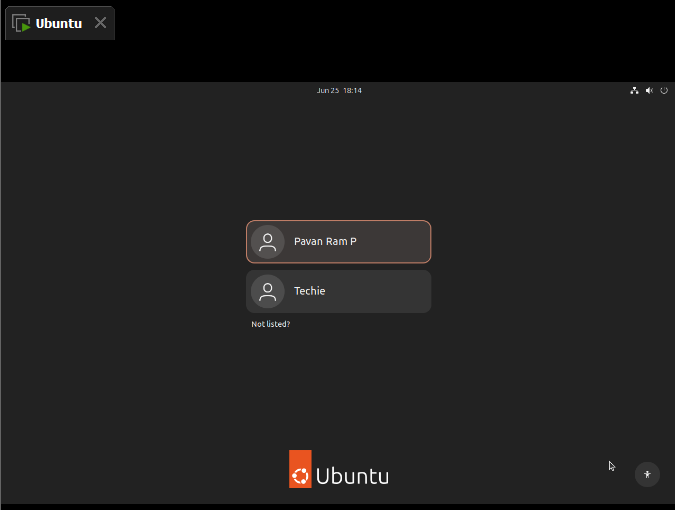 Ubuntu
Jun 25 18:14
Pavan Ram P
Techie
Not listed?
Ubuntu